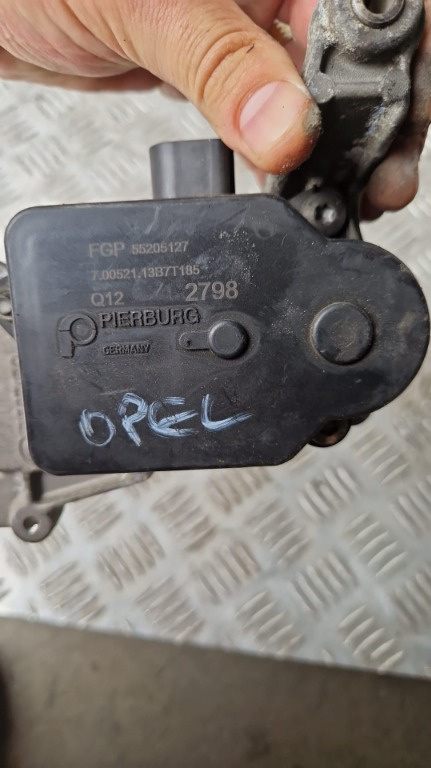 FGP 55205127
7.00521.13B7T185
Q12 2798
PIERBURG
GERMANY
OPEL